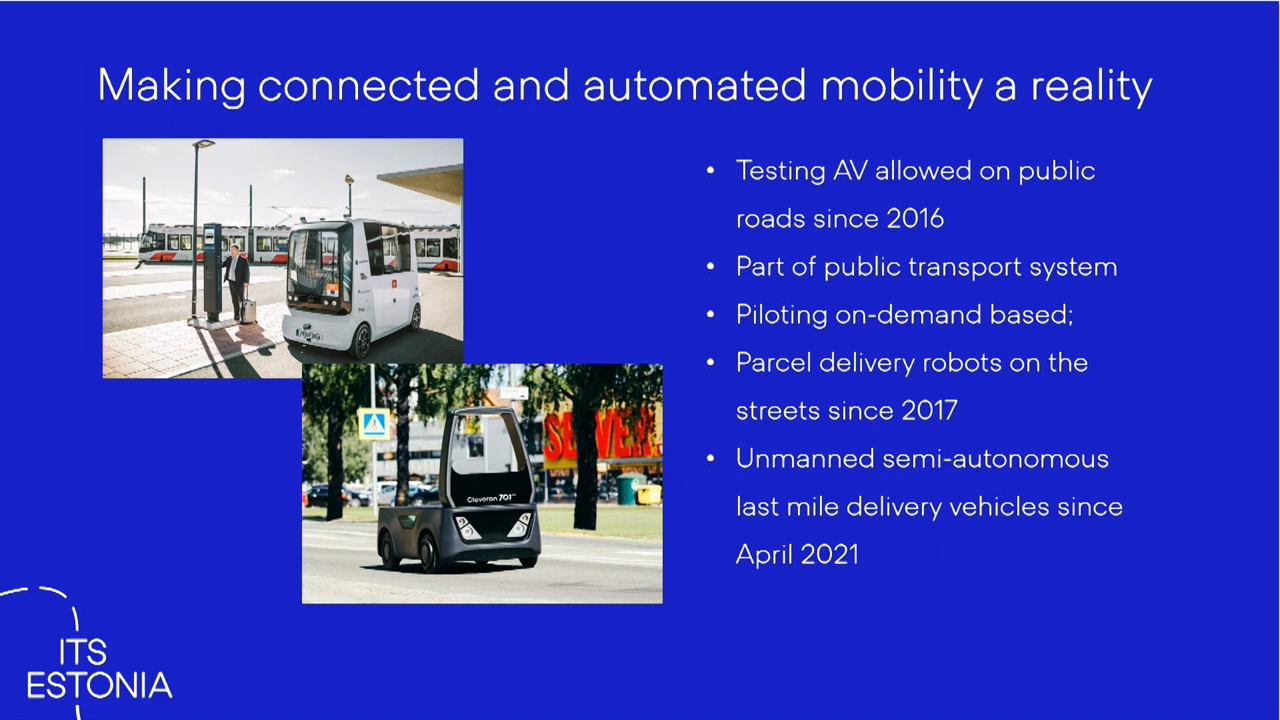 Making connected and automated mobility a reality
• Testing AV allowed on public
roads since 2016
• Part of public transport system
• Piloting on-demand based;
• Parcel delivery robots on the
streets since 2017
• Unmanned semi-autonomous
last mile delivery vehicles since
April 2021
Cleveron 701
ITS
ESTONIA